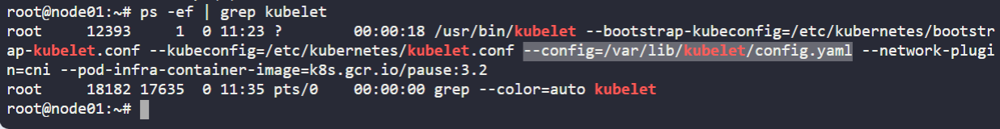 root@node01:~# ps -ef | grep kubelet
root     12393     1  0 11:23 ?        00:00:18 /usr/bin/kubelet --bootstrap-kubeconfig=/etc/kubernetes/bootstr
ap-kubelet.conf --kubeconfig=/etc/kubernetes/kubelet.conf --config=/var/lib/kubelet/config.yaml --network-plugi
n=cni --pod-infra-container-image=k8s.gcr.io/pause:3.2
root     18182 17635  0 11:35 pts/0    00:00:00 grep --color=auto kubelet
root@node01:~#